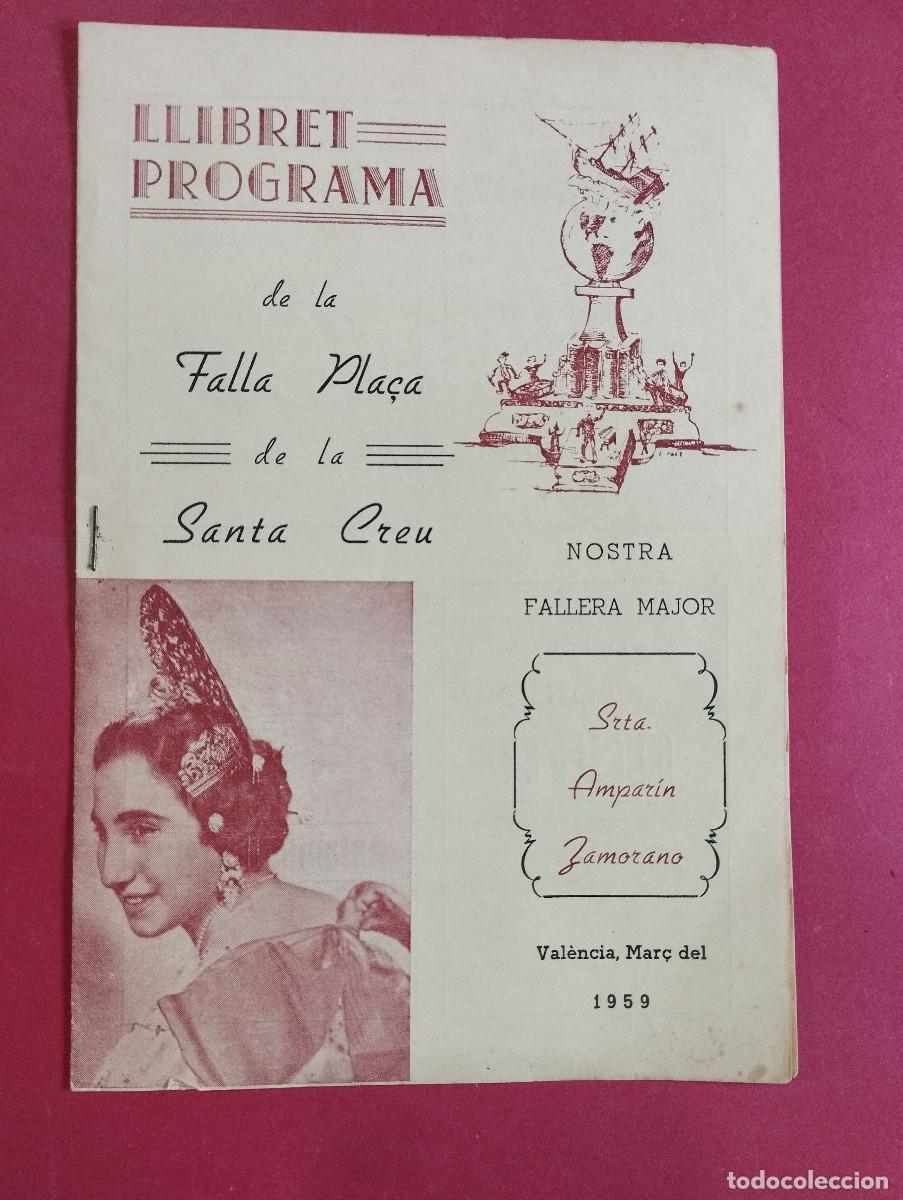 LLIBRET
PROGRAMA
de la
Falla Plaça
de la
Santa Creu
NOSTRA
FALLERA MAJOR
Srta.
Amparín
Zamorano
València, Març del
1959
todocoleccion